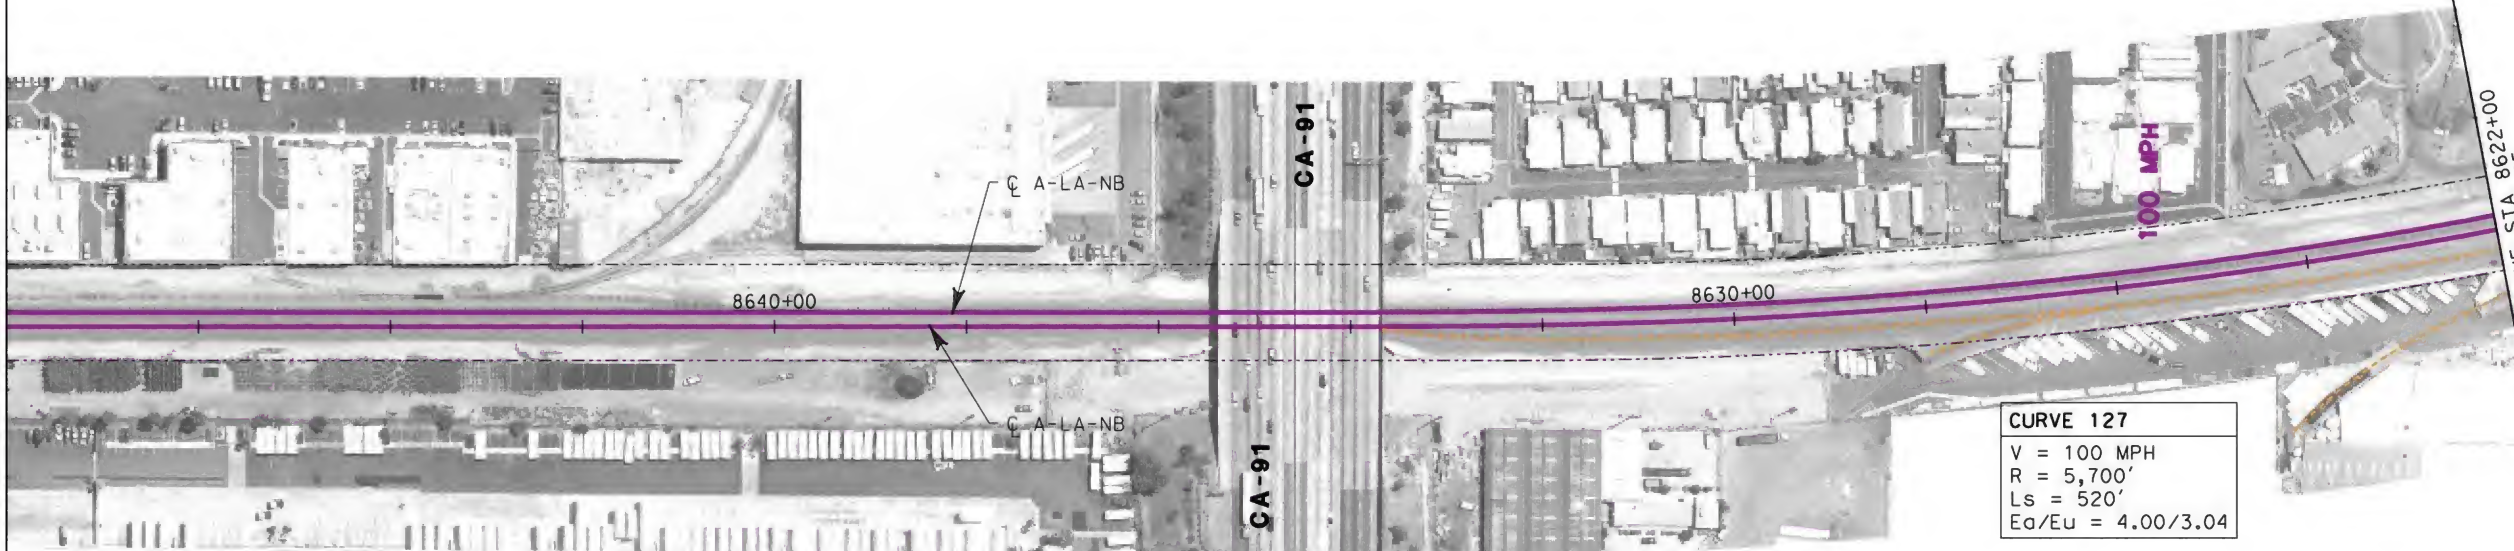 CA-91
100 MPH
8622+00
STA 862
℄ A-LA-NB
8640+00
8630+00
℄ A-LA-NB
CA-91
CURVE 127
V = 100 MPH
R = 5,700'
Ls = 520'
Ea/Eu = 4.00/3.04